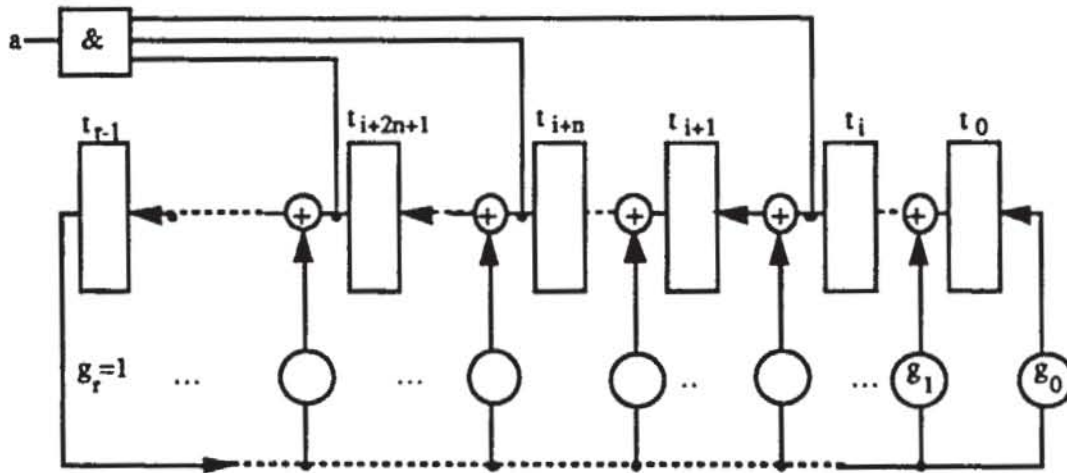 a &
t_{r-1} t_{i+2n+1} t_{i+n} t_{i+1} t_i t_0
+ + + + +
g_r=1 ... ... .. ... g_1 g_0